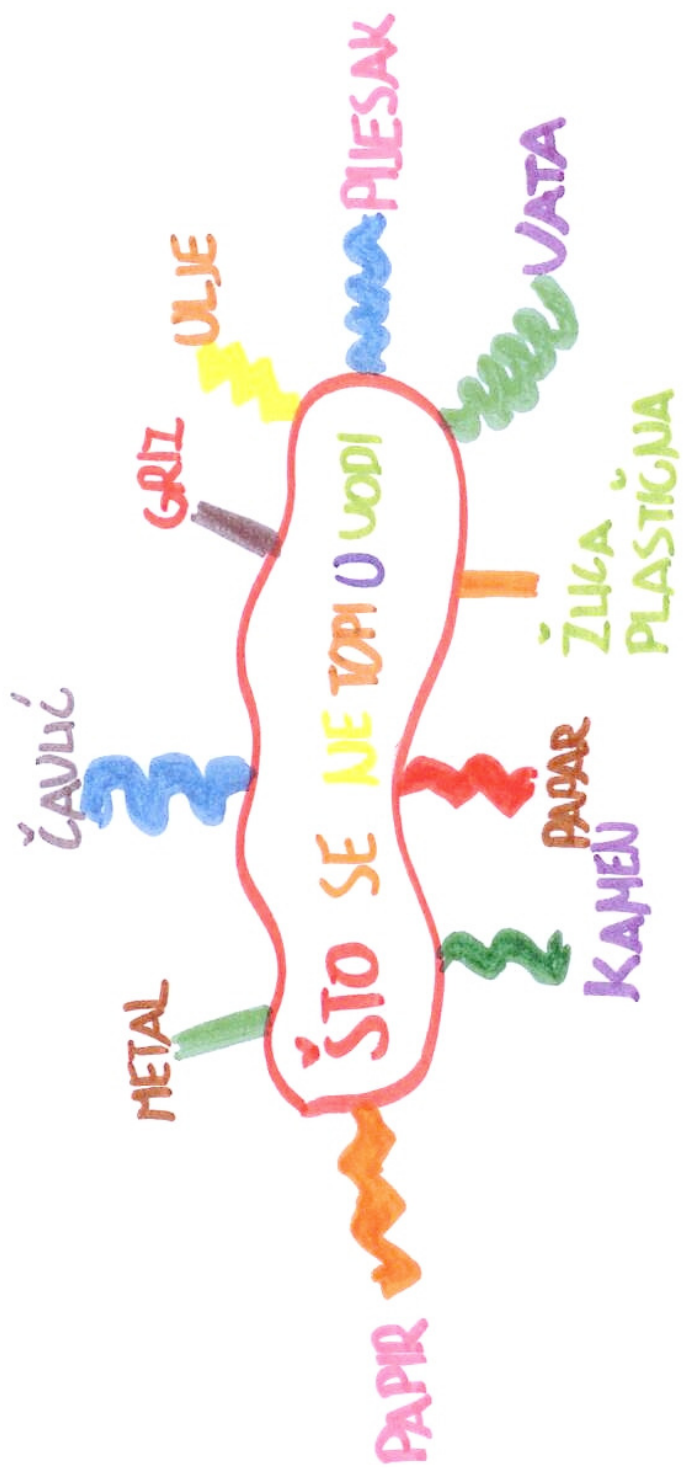 ŠTO SE NE TOPI U VODI
METAL
ČAVLIĆ
GRIZ
ULJE
PIJESAK
VATA
ŽLICA
PLASTIČNA
PAPAR
KAMEN
PAPIR